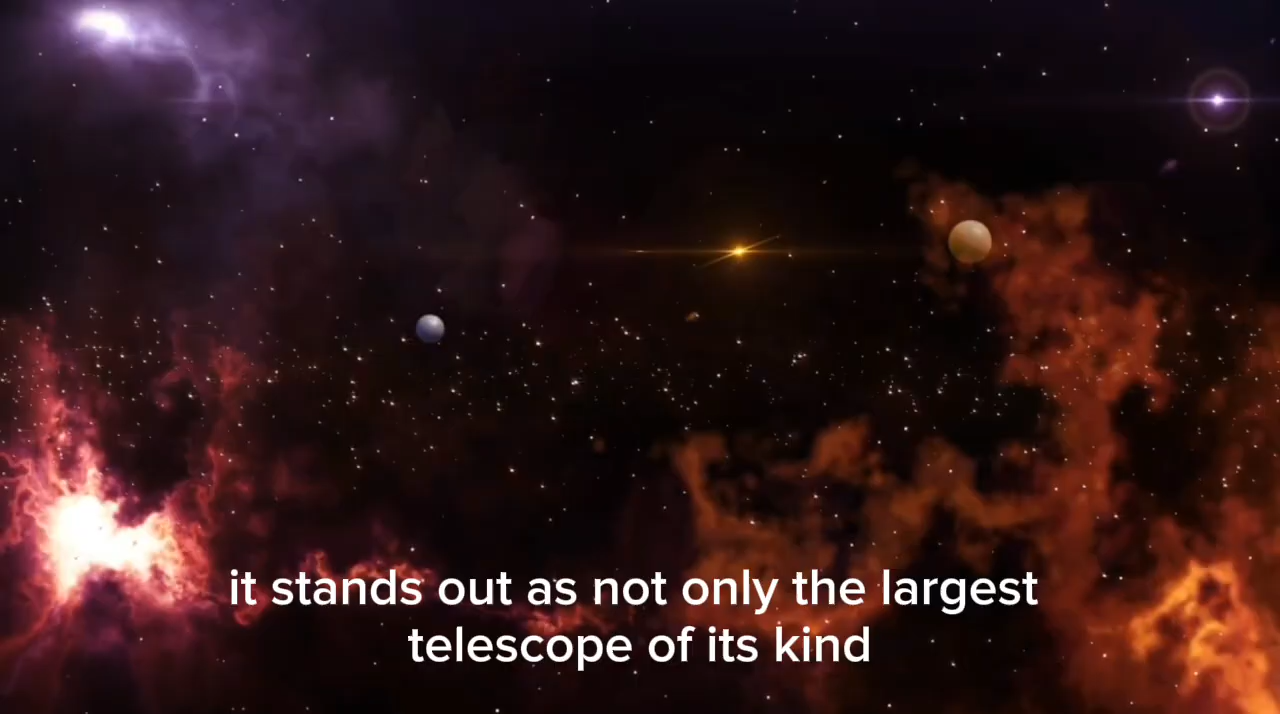 it stands out as not only the largest
telescope of its kind